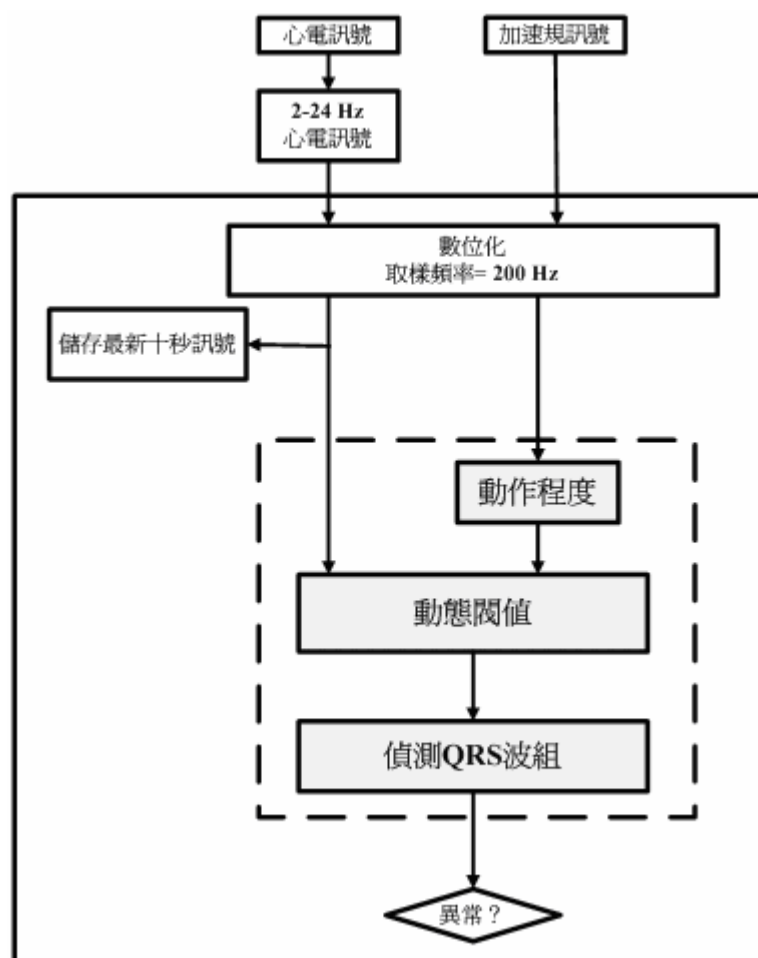 心電訊號
加速規訊號
2-24 Hz
心電訊號
數位化
取樣頻率= 200 Hz
儲存最新十秒訊號
動作程度
動態閥值
偵測QRS波組
異常？